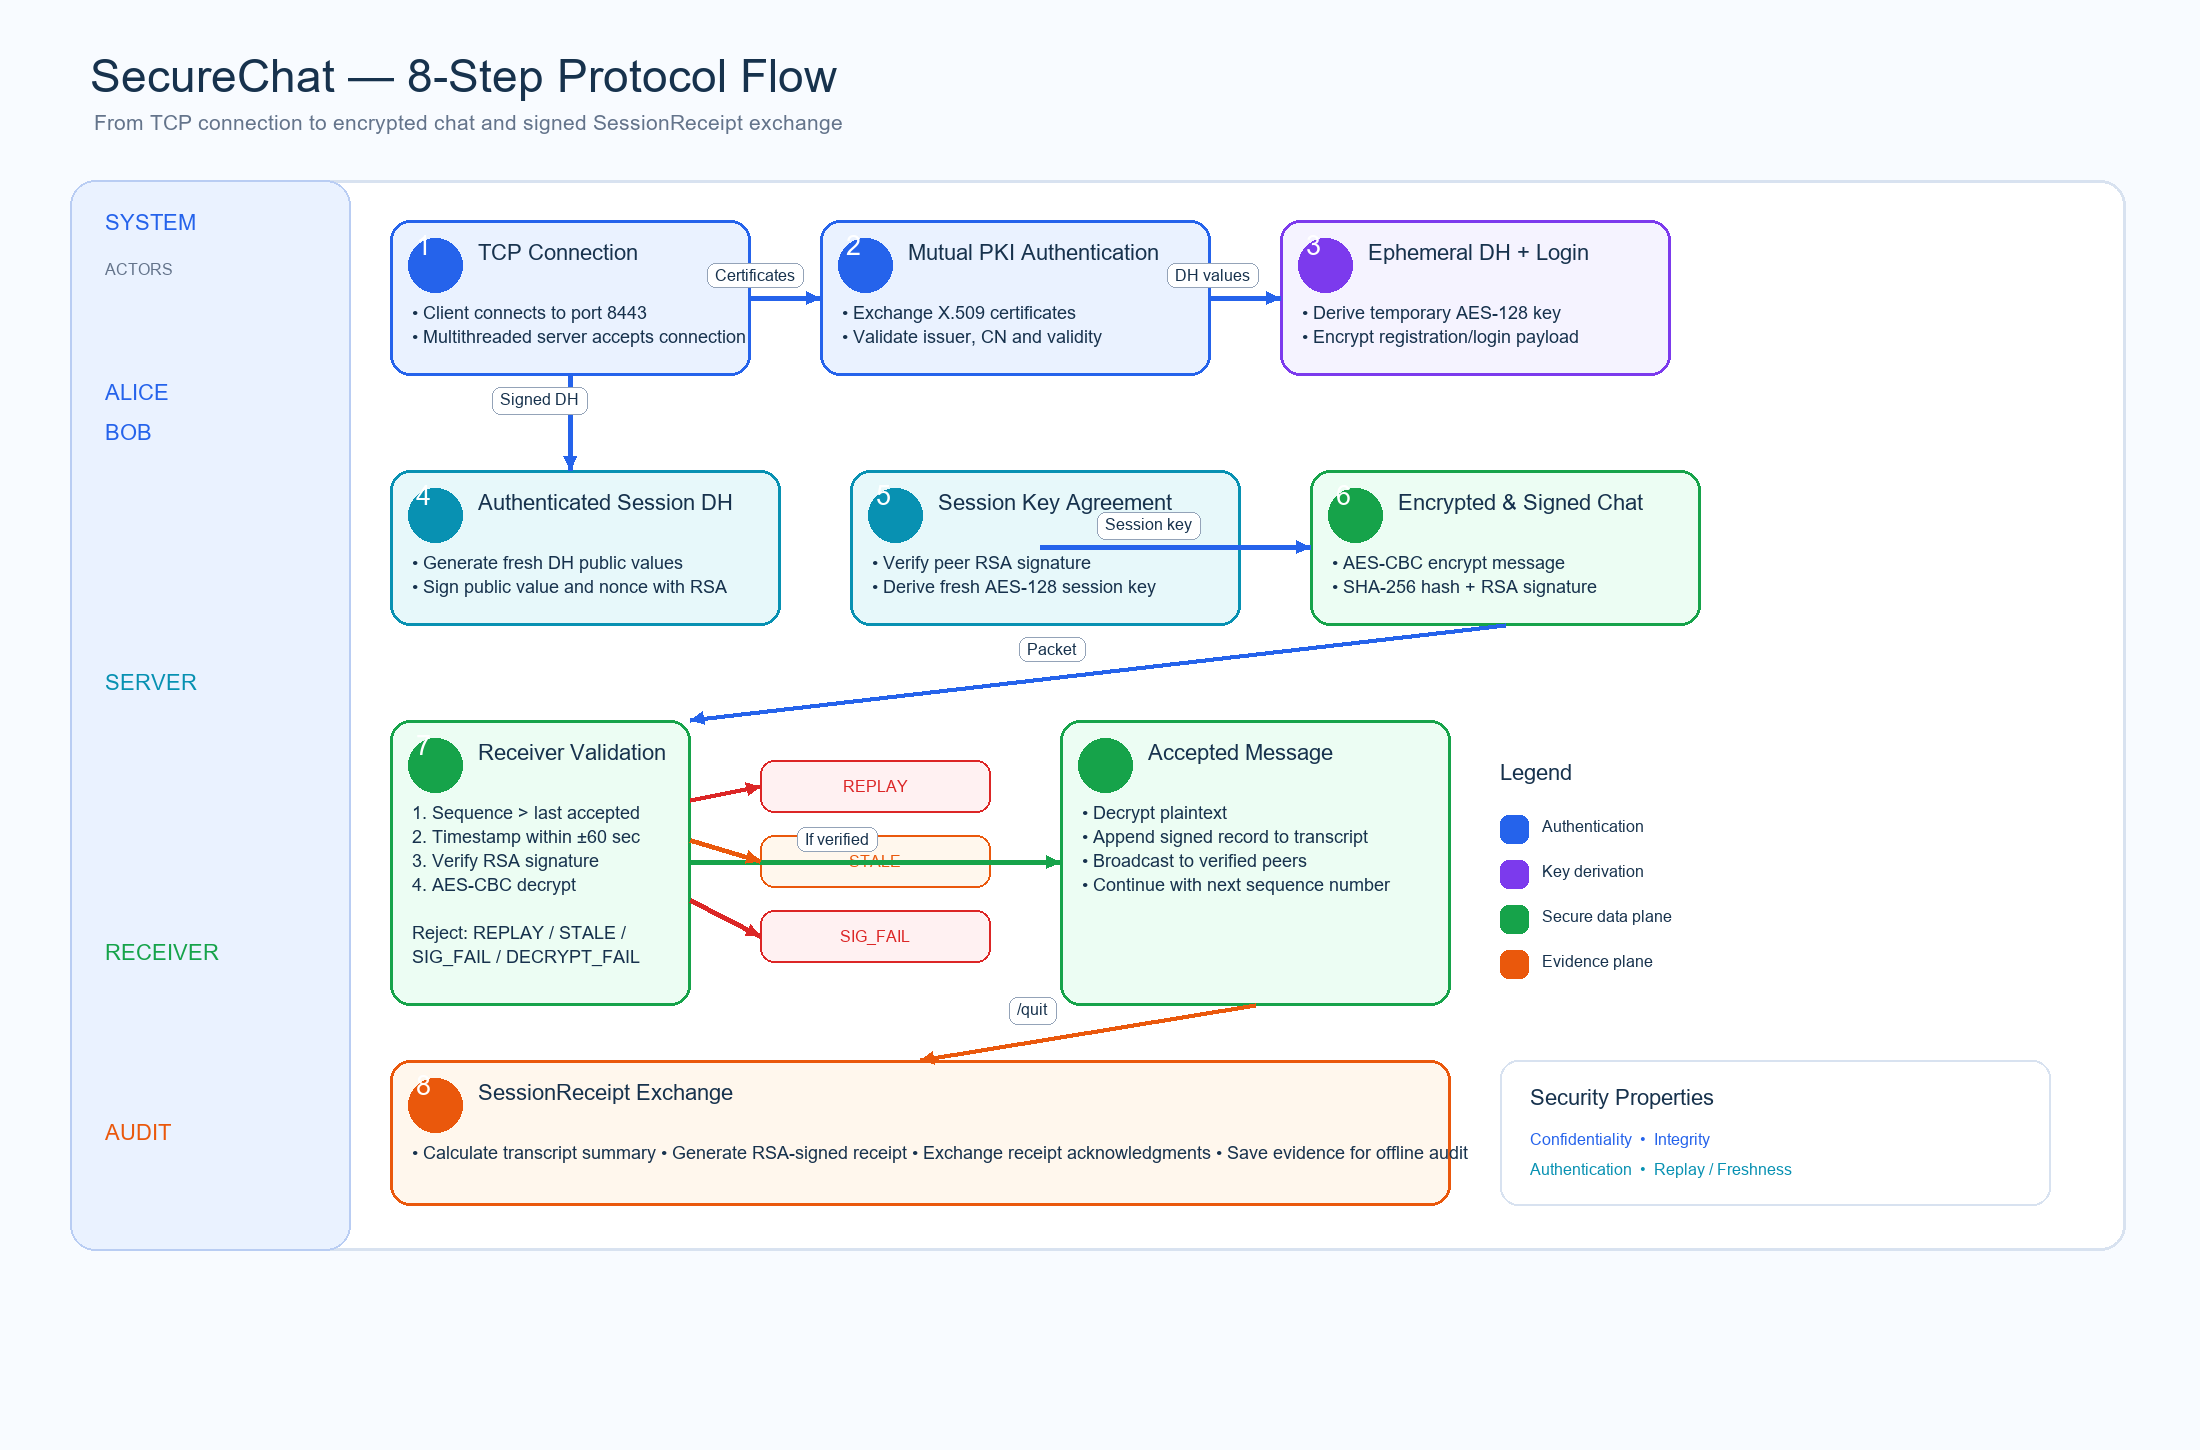 SecureChat — 8-Step Protocol Flow
From TCP connection to encrypted chat and signed SessionReceipt exchange
SYSTEM
ACTORS
ALICE
BOB
SERVER
RECEIVER
AUDIT
1
TCP Connection
• Client connects to port 8443
• Multithreaded server accepts connection
Certificates
2
Mutual PKI Authentication
• Exchange X.509 certificates
• Validate issuer, CN and validity
DH values
3
Ephemeral DH + Login
• Derive temporary AES-128 key
• Encrypt registration/login payload
Signed DH
4
Authenticated Session DH
• Generate fresh DH public values
• Sign public value and nonce with RSA
5
Session Key Agreement
• Verify peer RSA signature
• Derive fresh AES-128 session key
Session key
6
Encrypted & Signed Chat
• AES-CBC encrypt message
• SHA-256 hash + RSA signature
Packet
7
Receiver Validation
1. Sequence > last accepted
2. Timestamp within ±60 sec
3. Verify RSA signature
4. AES-CBC decrypt
Reject: REPLAY / STALE /
SIG_FAIL / DECRYPT_FAIL
REPLAY
If verified
STALE
SIG_FAIL
Accepted Message
• Decrypt plaintext
• Append signed record to transcript
• Broadcast to verified peers
• Continue with next sequence number
Legend
Authentication
Key derivation
Secure data plane
Evidence plane
/quit
8
SessionReceipt Exchange
• Calculate transcript summary • Generate RSA-signed receipt • Exchange receipt acknowledgments • Save evidence for offline audit
Security Properties
Confidentiality • Integrity
Authentication • Replay / Freshness